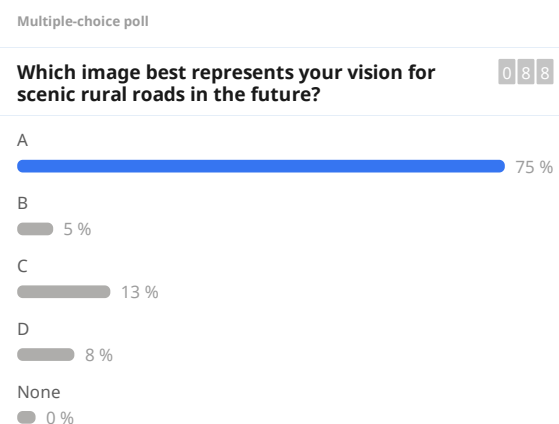 Multiple-choice poll
Which image best represents your vision for
scenic rural roads in the future?
0 8 8
A
75 %
B
5 %
C
13 %
D
8 %
None
0 %